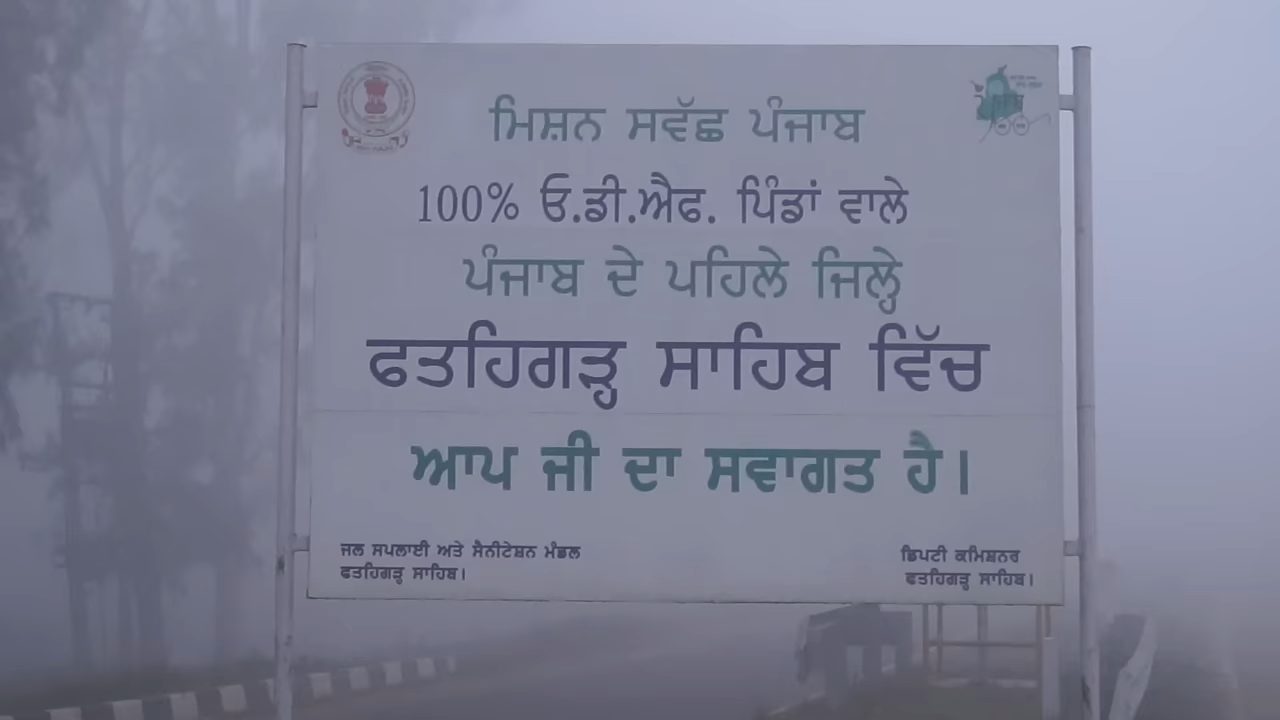 ਮਿਸ਼ਨ ਸਵੱਛ ਪੰਜਾਬ
100% ਓ.ਡੀ.ਐਫ. ਪਿੰਡਾਂ ਵਾਲੇ
ਪੰਜਾਬ ਦੇ ਪਹਿਲੇ ਜਿਲ੍ਹੇ
ਫਤਹਿਗੜ੍ਹ ਸਾਹਿਬ ਵਿੱਚ
ਆਪ ਜੀ ਦਾ ਸਵਾਗਤ ਹੈ।
ਜਲ ਸਪਲਾਈ ਅਤੇ ਸੈਨੀਟੇਸ਼ਨ ਮੰਡਲ
ਫਤਹਿਗੜ੍ਹ ਸਾਹਿਬ।
ਡਿਪਟੀ ਕਮਿਸ਼ਨਰ
ਫਤਹਿਗੜ੍ਹ ਸਾਹਿਬ।